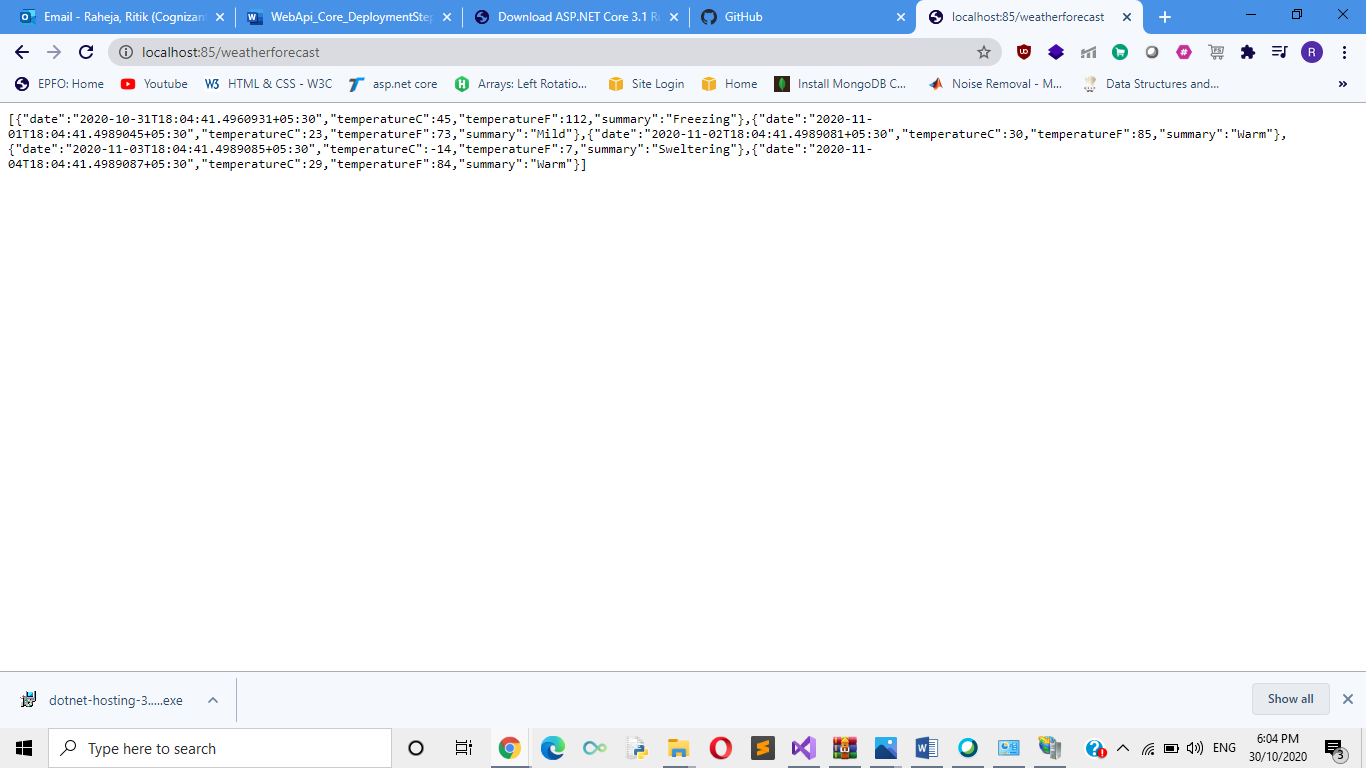 Email - Raheja, Ritik (Cognizan
WebApi_Core_DeploymentStep
Download ASP.NET Core 3.1 Ru
GitHub
localhost:85/weatherforecast
localhost:85/weatherforecast
R
EPFO: Home
Youtube
HTML & CSS - W3C
asp.net core
Arrays: Left Rotatio...
Site Login
Home
Install MongoDB C...
Noise Removal - M...
Data Structures and...
»
[{"date":"2020-10-31T18:04:41.4960931+05:30","temperatureC":45,"temperatureF":112,"summary":"Freezing"},{"date":"2020-11-
01T18:04:41.4989045+05:30","temperatureC":23,"temperatureF":73,"summary":"Mild"},{"date":"2020-11-02T18:04:41.4989081+05:30","temperatureC":30,"temperatureF":85,"summary":"Warm"},
{"date":"2020-11-03T18:04:41.4989085+05:30","temperatureC":-14,"temperatureF":7,"summary":"Sweltering"},{"date":"2020-11-
04T18:04:41.4989087+05:30","temperatureC":29,"temperatureF":84,"summary":"Warm"}]
dotnet-hosting-3.....exe
Show all
Type here to search
ENG
6:04 PM
30/10/2020
3